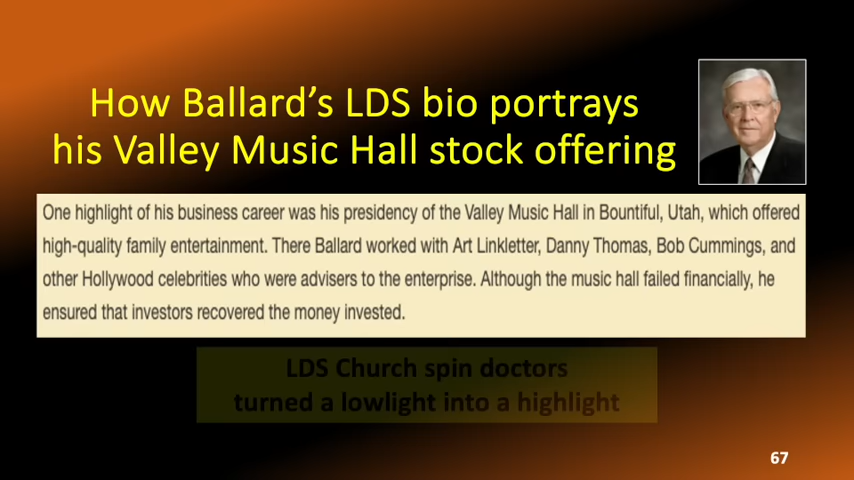 How Ballard's LDS bio portrays
his Valley Music Hall stock offering
One highlight of his business career was his presidency of the Valley Music Hall in Bountiful, Utah, which offered
high-quality family entertainment. There Ballard worked with Art Linkletter, Danny Thomas, Bob Cummings, and
other Hollywood celebrities who were advisers to the enterprise. Although the music hall failed financially, he
ensured that investors recovered the money invested.
LDS Church spin doctors
turned a lowlight into a highlight
67